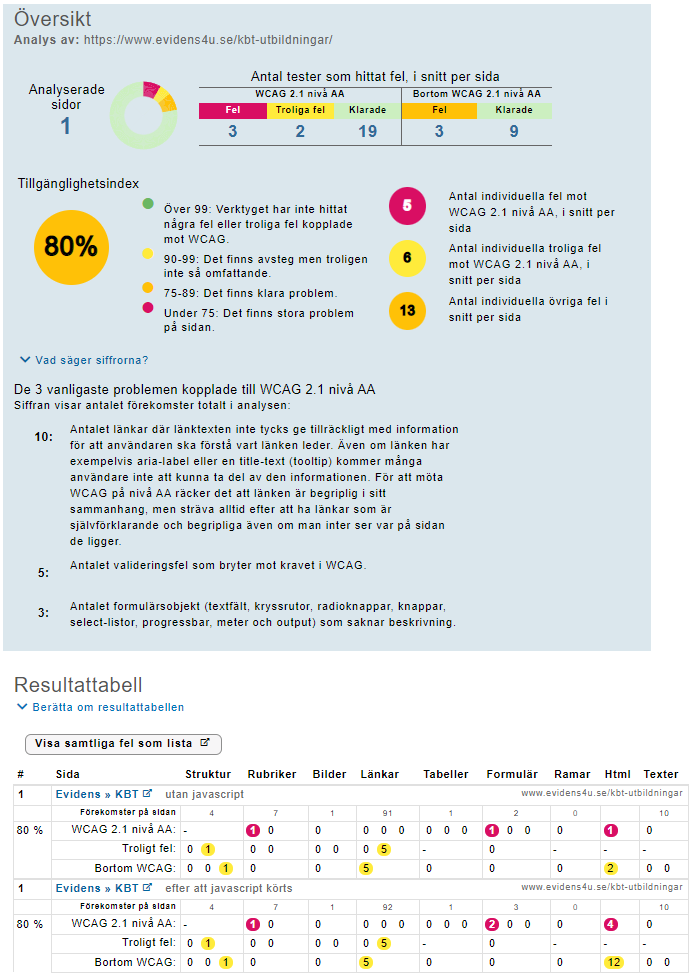 Översikt
Analys av: https://www.evidens4u.se/kbt-utbildningar/
Analyserade sidor
1
Antal tester som hittat fel, i snitt per sida
WCAG 2.1 nivå AA Bortom WCAG 2.1 nivå AA
Fel Troliga fel Klarade Fel Klarade
3 2 19 3 9
Tillgänglighetsindex
80%
Över 99: Verktyget har inte hittat
några fel eller troliga fel kopplade
mot WCAG.
90-99: Det finns avsteg men troligen
inte så omfattande.
75-89: Det finns klara problem.
Under 75: Det finns stora problem
på sidan.
5 Antal individuella fel mot
WCAG 2.1 nivå AA, i snitt per
sida
6 Antal individuella troliga fel
mot WCAG 2.1 nivå AA, i
snitt per sida
13 Antal individuella övriga fel i
snitt per sida
Vad säger siffrorna?
De 3 vanligaste problemen kopplade till WCAG 2.1 nivå AA
Siffran visar antalet förekomster totalt i analysen:
10: Antalet länkar där länktexten inte tycks ge tillräckligt med information
för att användaren ska förstå vart länken leder. Även om länken har
exempelvis aria-label eller en title-text (tooltip) kommer många
användare inte att kunna ta del av den informationen. För att möta
WCAG på nivå AA räcker det att länken är begriplig i sitt
sammanhang, men sträva alltid efter att ha länkar som är
självförklarande och begripliga även om man inter ser var på sidan
de ligger.
5: Antalet valideringsfel som bryter mot kravet i WCAG.
3: Antalet formulärsobjekt (textfält, kryssrutor, radioknappar, knappar,
select-listor, progressbar, meter och output) som saknar beskrivning.
Resultattabell
Berätta om resultattabellen
Visa samtliga fel som lista
# Sida Struktur Rubriker Bilder Länkar Tabeller Formulär Ramar Html Texter
1 Evidens » KBT utan javascript www.evidens4u.se/kbt-utbildningar
Förekomster på sidan 4 7 1 91 1 2 0 10
80 % WCAG 2.1 nivå AA: - 1 0 0 0 0 0 0 0 0 1 0 0 0 1 0
Troligt fel: 0 1 0 0 0 0 0 5 - 0 - - -
Bortom WCAG: 0 0 1 0 0 5 0 0 2 0 0
1 Evidens » KBT efter att javascript körts www.evidens4u.se/kbt-utbildningar
Förekomster på sidan 4 7 1 92 1 3 0 10
80 % WCAG 2.1 nivå AA: - 1 0 0 0 0 0 0 0 0 2 0 0 0 4 0
Troligt fel: 0 1 0 0 0 0 0 5 - 0 - - -
Bortom WCAG: 0 0 1 0 0 5 0 0 12 0 0